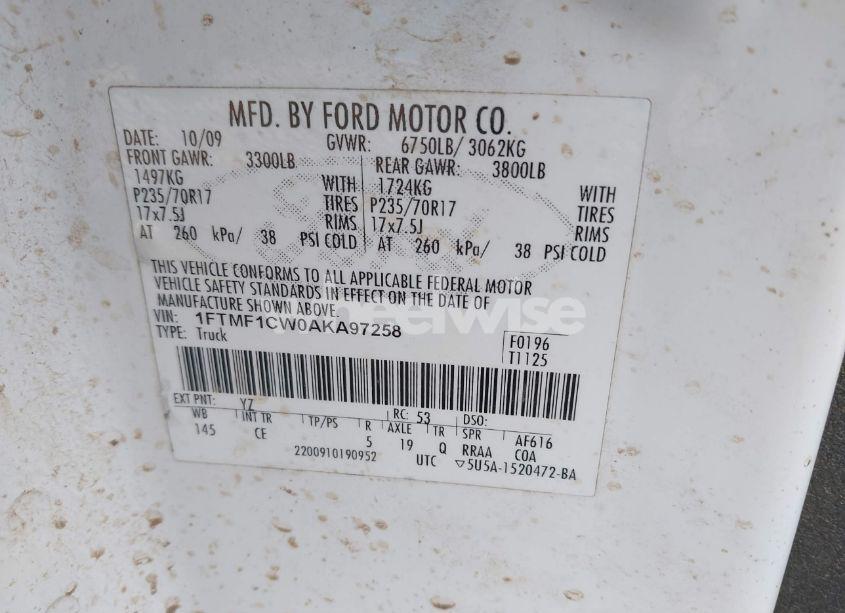 MFD. BY FORD MOTOR CO.
DATE: 10/09 GVWR: 6750LB/ 3062KG
FRONT GAWR: 3300LB REAR GAWR: 3800LB
1497KG WITH 1724KG WITH
P235/70R17 TIRES P235/70R17 TIRES
17x7.5J RIMS 17x7.5J RIMS
AT 260 kPa/ 38 PSI COLD AT 260 kPa/ 38 PSI COLD
THIS VEHICLE CONFORMS TO ALL APPLICABLE FEDERAL MOTOR
VEHICLE SAFETY STANDARDS IN EFFECT ON THE DATE OF
MANUFACTURE SHOWN ABOVE.
VIN: 1FTMF1CW0AKA97258 F0196
TYPE: Truck T1125
EXT PNT: YZ RC: 53 DSO:
WB INT TR TP/PS R AXLE TR SPR AF616
145 CE 5 19 Q RRAA COA
2200910190952 UTC ▽5U5A-1520472-BA
wheelwise